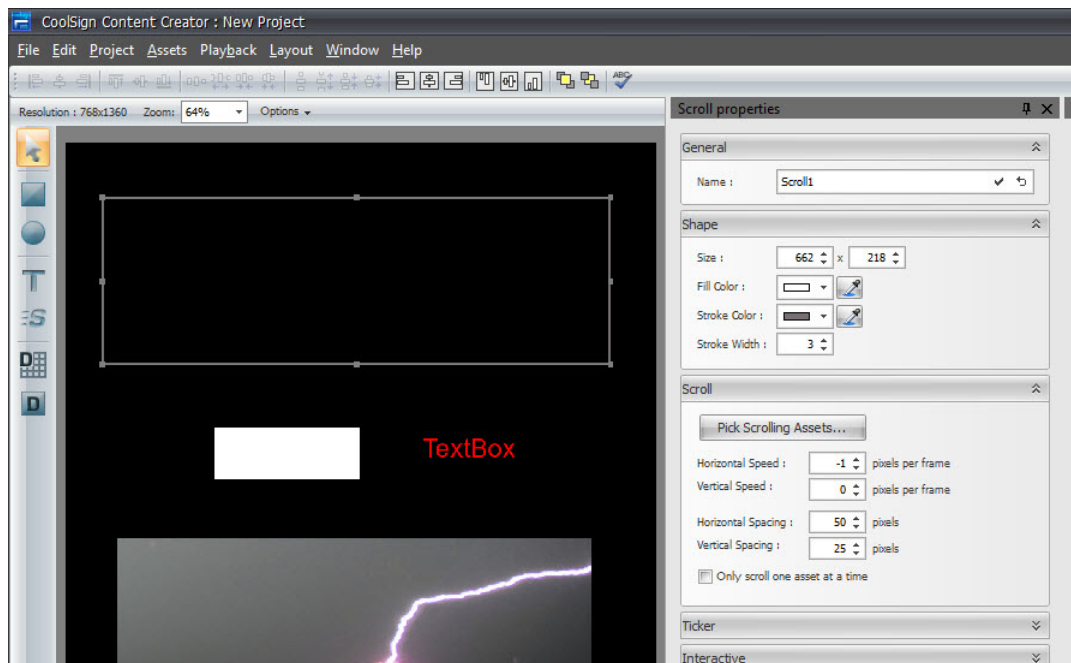 CoolSign Content Creator : New Project
File Edit Project Assets Playback Layout Window Help
ABC
Resolution : 768x1360 Zoom: 64% Options
Scroll properties
General
Name : Scroll1
Shape
Size : 662 x 218
Fill Color :
Stroke Color :
Stroke Width : 3
T
S
D
D
TextBox
Scroll
Pick Scrolling Assets...
Horizontal Speed : -1 pixels per frame
Vertical Speed : 0 pixels per frame
Horizontal Spacing : 50 pixels
Vertical Spacing : 25 pixels
Only scroll one asset at a time
Ticker
Interactive